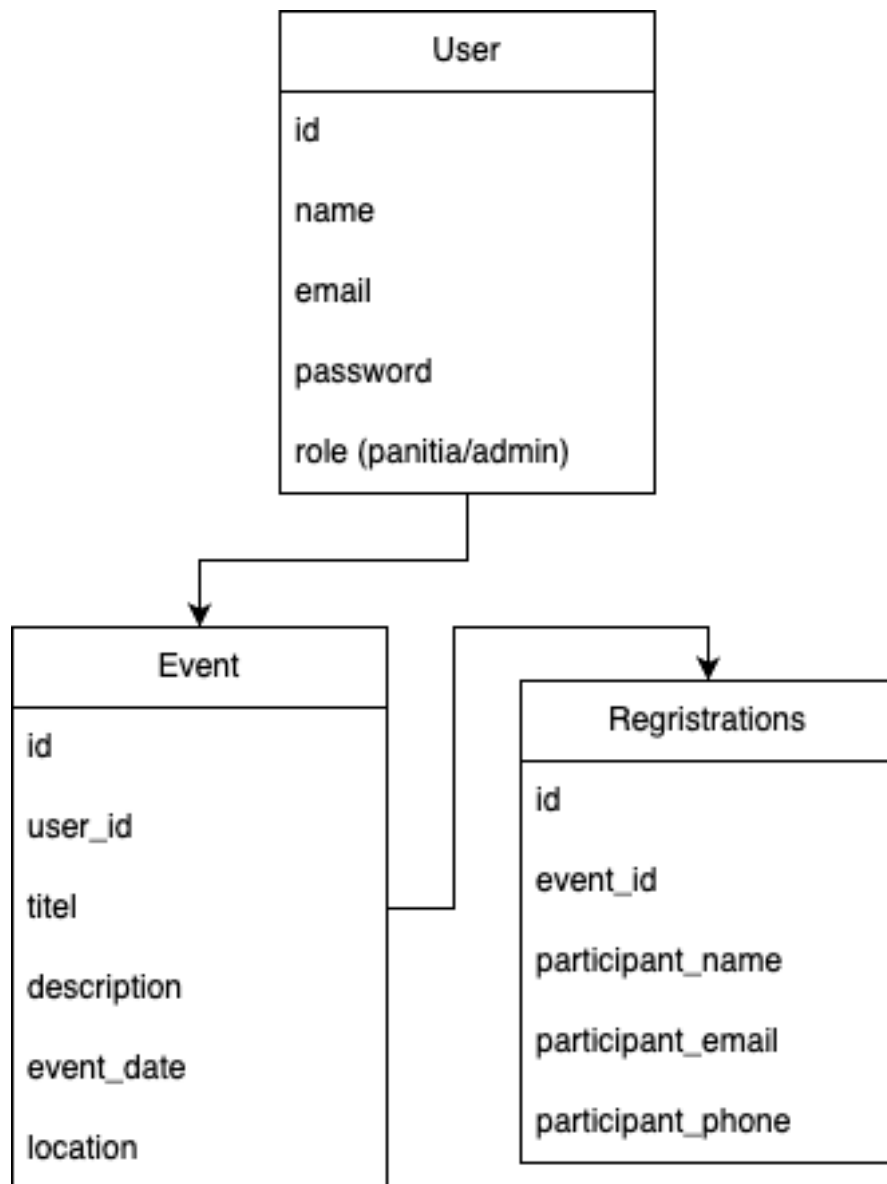 User
id
name
email
password
role (panitia/admin)
Event
id
user_id
titel
description
event_date
location
Regristrations
id
event_id
participant_name
participant_email
participant_phone